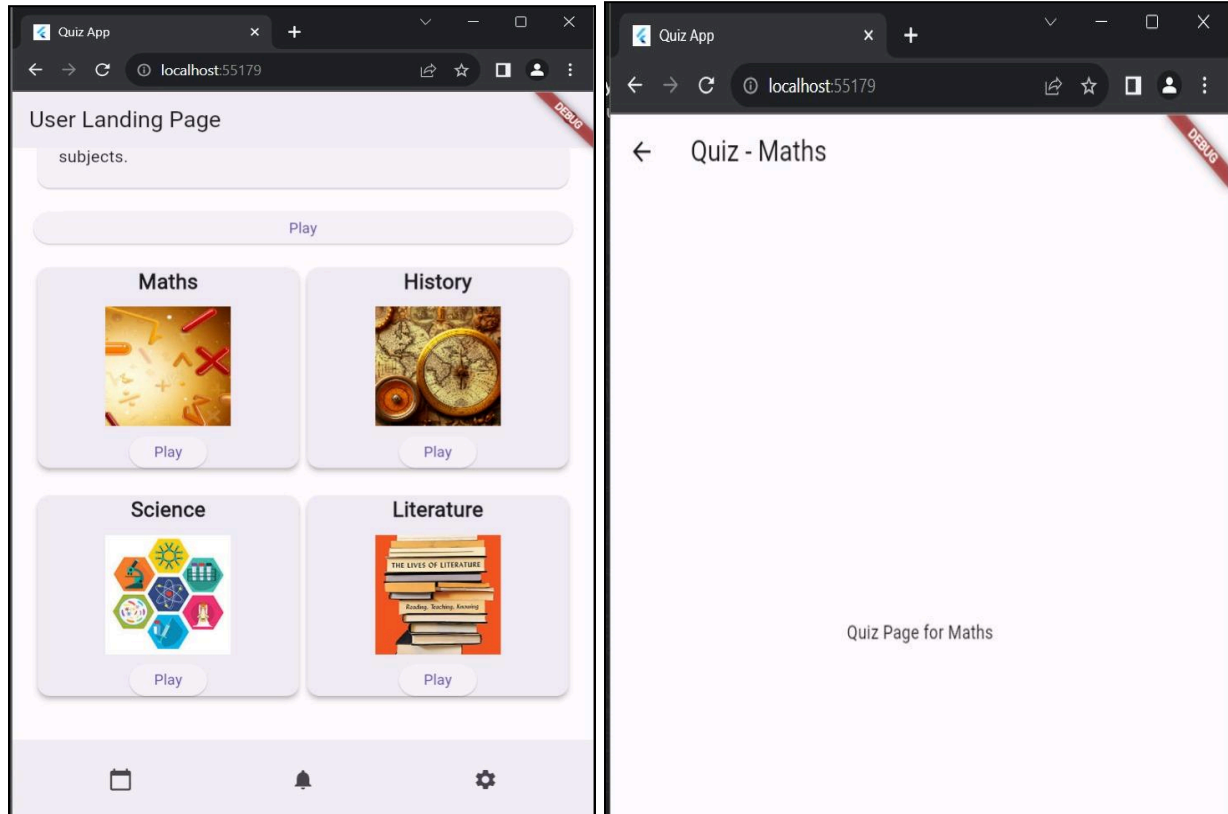 Quiz App
localhost:55179
User Landing Page
DEBUG
subjects.
Play
Maths
History
Play
Play
Science
Literature
THE LIVES OF LITERATURE
Reading, Teaching, Knowing
Play
Play
Quiz App
localhost:55179
Quiz - Maths
DEBUG
Quiz Page for Maths